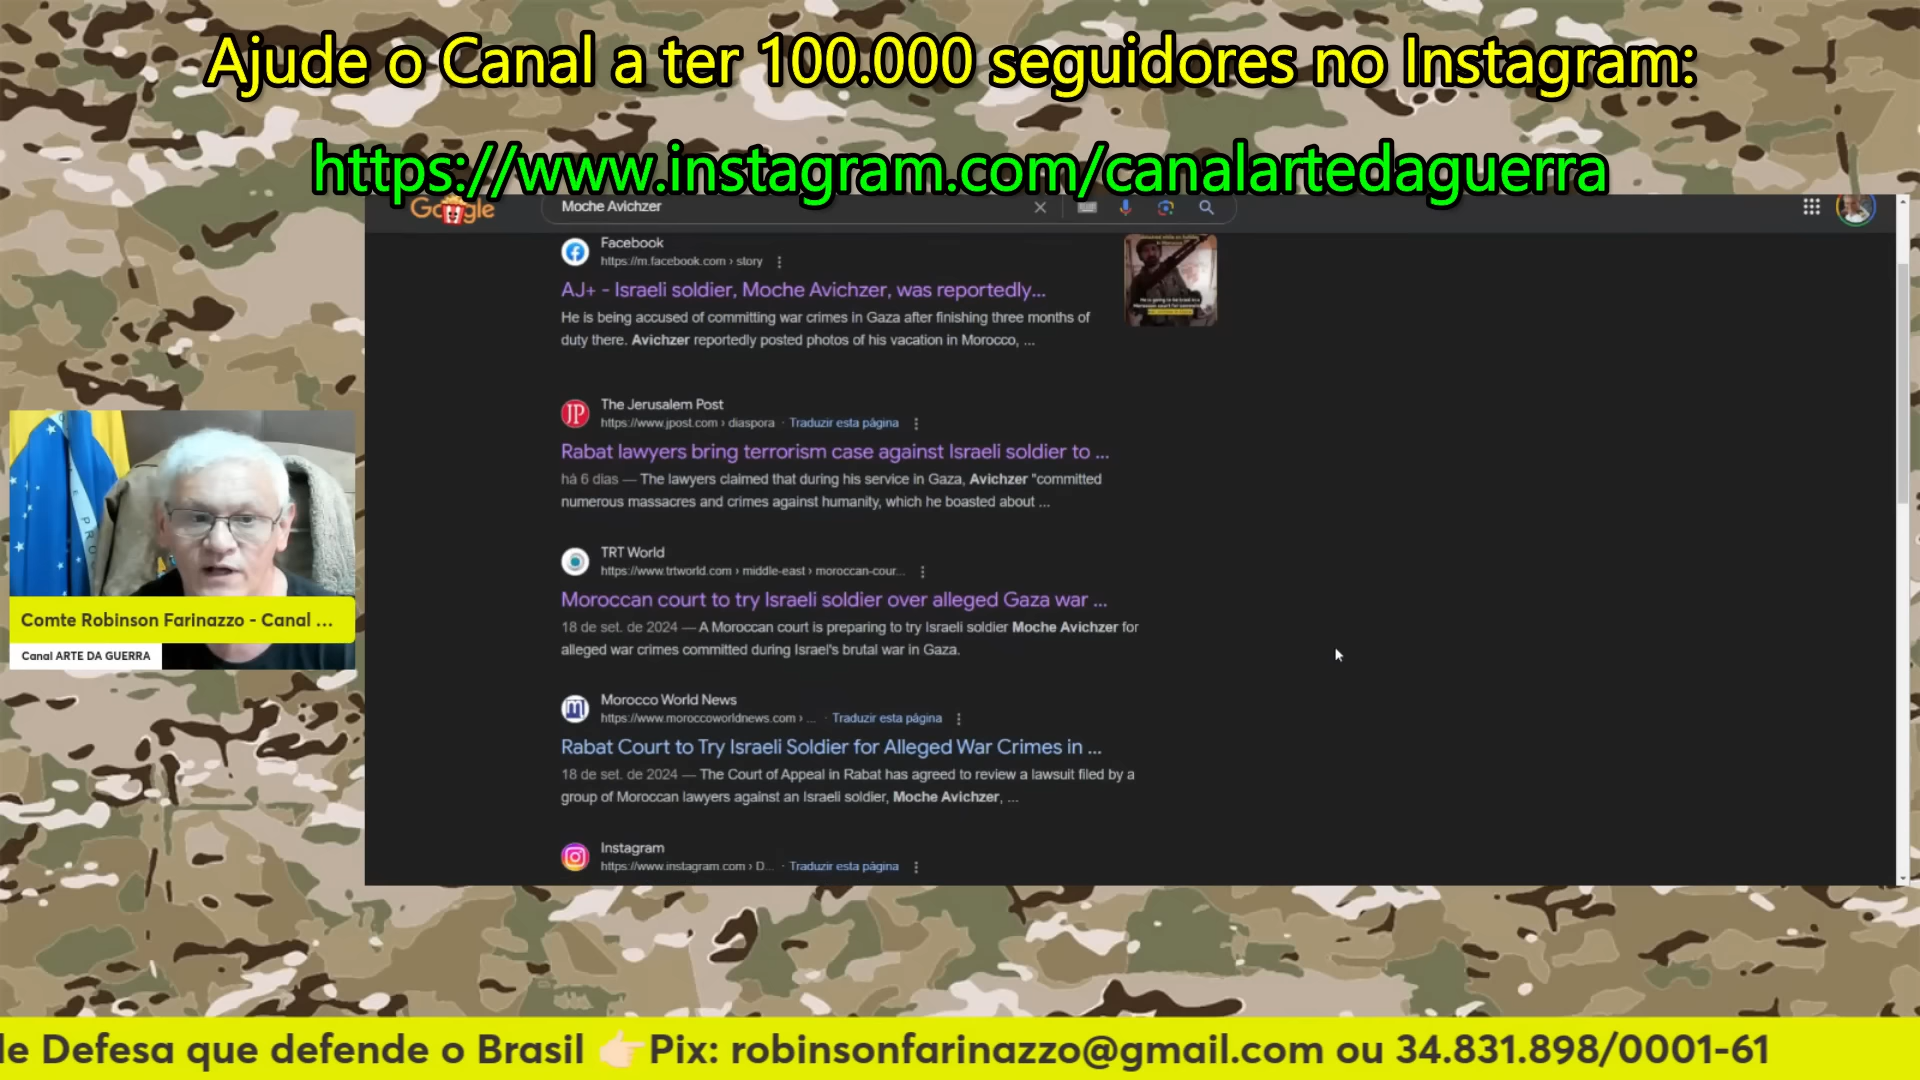 Ajude o Canal a ter 100.000 seguidores no Instagram:
https://www.instagram.com/canalartedaguerra
Google
Moche Avichzer
Facebook
https://m.facebook.com › story
AJ+ - Israeli soldier, Moche Avichzer, was reportedly...
He is being accused of committing war crimes in Gaza after finishing three months of
duty there. Avichzer reportedly posted photos of his vacation in Morocco, ...
JP
The Jerusalem Post
https://www.jpost.com › diaspora · Traduzir esta página
Rabat lawyers bring terrorism case against Israeli soldier to ...
há 6 dias — The lawyers claimed that during his service in Gaza, Avichzer "committed
numerous massacres and crimes against humanity, which he boasted about ...
TRT World
https://www.trtworld.com › middle-east › moroccan-cour...
Moroccan court to try Israeli soldier over alleged Gaza war ...
18 de set. de 2024 — A Moroccan court is preparing to try Israeli soldier Moche Avichzer for
alleged war crimes committed during Israel's brutal war in Gaza.
Morocco World News
https://www.moroccoworldnews.com › ... · Traduzir esta página
Rabat Court to Try Israeli Soldier for Alleged War Crimes in ...
18 de set. de 2024 — The Court of Appeal in Rabat has agreed to review a lawsuit filed by a
group of Moroccan lawyers against an Israeli soldier, Moche Avichzer, ...
Instagram
https://www.instagram.com › D... · Traduzir esta página
PRO
Comte Robinson Farinazzo - Canal ...
Canal ARTE DA GUERRA
le Defesa que defende o Brasil 👉🏻Pix: robinsonfarinazzo@gmail.com ou 34.831.898/0001-61